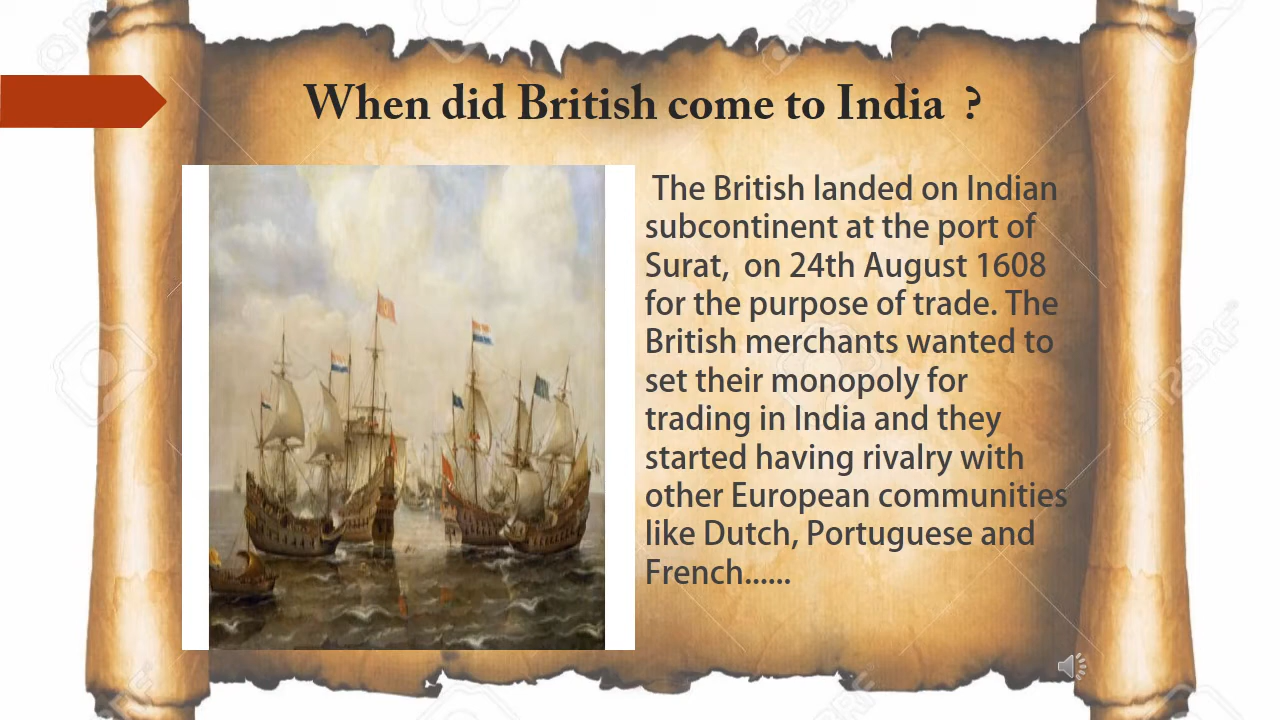 When did British come to India ?
The British landed on Indian
subcontinent at the port of
Surat, on 24th August 1608
for the purpose of trade. The
British merchants wanted to
set their monopoly for
trading in India and they
started having rivalry with
other European communities
like Dutch, Portuguese and
French......
123RF